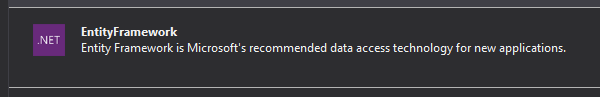 .NET
EntityFramework
Entity Framework is Microsoft's recommended data access technology for new applications.